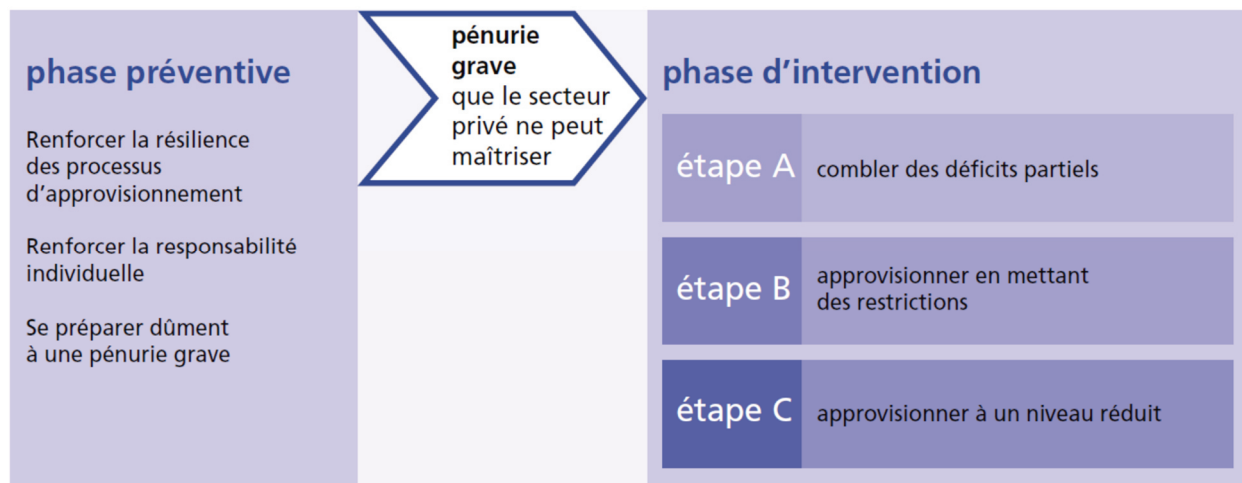 phase préventive
Renforcer la résilience
des processus
d'approvisionnement
Renforcer la responsabilité
individuelle
Se préparer dûment
à une pénurie grave
pénurie
grave
que le secteur
privé ne peut
maîtriser
phase d'intervention
étape A
combler des déficits partiels
étape B
approvisionner en mettant
des restrictions
étape C
approvisionner à un niveau réduit